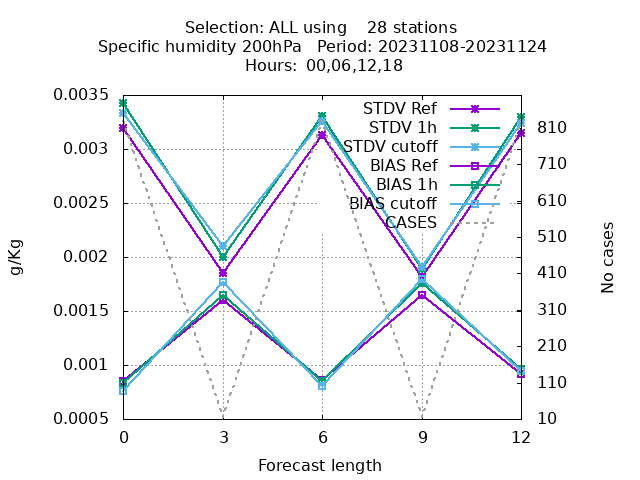 Selection: ALL using    28 stations
Specific humidity 200hPa   Period: 20231108-20231124
Hours: 00,06,12,18
0.0035
0.003
0.0025
0.002
0.0015
0.001
0.0005
g/Kg
STDV Ref
STDV 1h
STDV cutoff
BIAS Ref
BIAS 1h
BIAS cutoff
CASES
810
710
610
510
410
310
210
110
10
No cases
0 3 6 9 12
Forecast length